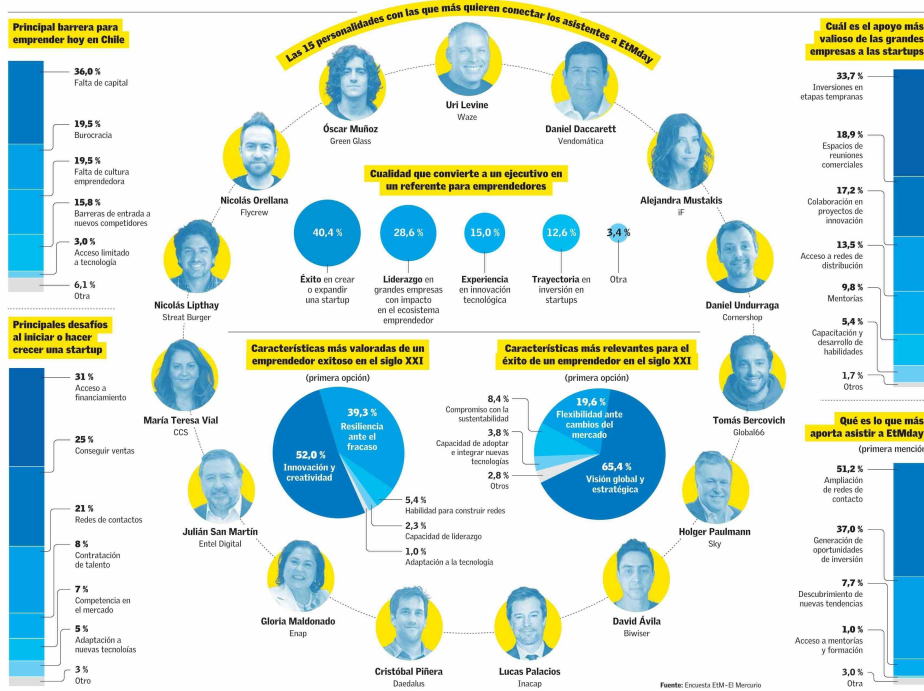 Principal barrera para
emprender hoy en Chile
36,0 %
Falta de capital
19,5 %
Burocracia
19,5 %
Falta de cultura
emprendedora
15,8 %
Barreras de entrada a
nuevos competidores
3,0 %
Acceso limitado
a tecnología
6,1 %
Otra
Principales desafíos
al iniciar o hacer
crecer una startup
31 %
Acceso a
financiamiento
25 %
Conseguir ventas
21 %
Redes de contactos
8 %
Contratación
de talento
7 %
Competencia en
el mercado
5 %
Adaptación a
nuevas tecnoloías
3 %
Otro
Las 15 personalidades con las que más quieren conectar los asistentes a EtMday
Uri Levine
Waze
Óscar Muñoz
Green Glass
Daniel Daccarett
Vendomática
Nicolás Orellana
Flycrew
Alejandra Mustakis
iF
Nicolás Lipthay
Streat Burger
Daniel Undurraga
Cornershop
María Teresa Vial
CCS
Tomás Bercovich
Global66
Julián San Martín
Entel Digital
Holger Paulmann
Sky
Gloria Maldonado
Enap
David Ávila
Biwiser
Cristóbal Piñera
Daedalus
Lucas Palacios
Inacap
Cualidad que convierte a un ejecutivo en
un referente para emprendedores
40,4 %
Éxito en crear
o expandir
una startup
28,6 %
Liderazgo en
grandes empresas
con impacto
en el ecosistema
emprendedor
15,0 %
Experiencia
en innovación
tecnológica
12,6 %
Trayectoria en
inversión en
startups
3,4 %
Otra
Características más valoradas de un
emprendedor exitoso en el siglo XXI
(primera opción)
52,0 %
Innovación y
creatividad
39,3 %
Resiliencia
ante el
fracaso
5,4 %
Habilidad para construir redes
2,3 %
Capacidad de liderazgo
1,0 %
Adaptación a la tecnología
Características más relevantes para el
éxito de un emprendedor en el siglo XXI
(primera opción)
8,4 %
Compromiso con la
sustentabilidad
3,8 %
Capacidad de adoptar
e integrar nuevas
tecnologías
2,8 %
Otros
19,6 %
Flexibilidad ante
cambios del
mercado
65,4 %
Visión global y
estratégica
Cuál es el apoyo más
valioso de las grandes
empresas a las startups
33,7 %
Inversiones en
etapas tempranas
18,9 %
Espacios de
reuniones
comerciales
17,2 %
Colaboración en
proyectos de
innovación
13,5 %
Acceso a redes de
distribución
9,8 %
Mentorías
5,4 %
Capacitación y
desarrollo de
habilidades
1,7 %
Otros
Qué es lo que más
aporta asistir a EtMday
(primera mención
51,2 %
Ampliación
de redes de
contacto
37,0 %
Generación de
oportunidades
de inversión
7,7 %
Descubrimiento de
nuevas tendencias
1,0 %
Acceso a mentorías
y formación
3,0 %
Otra
Fuente: Encuesta EtM-El Mercurio